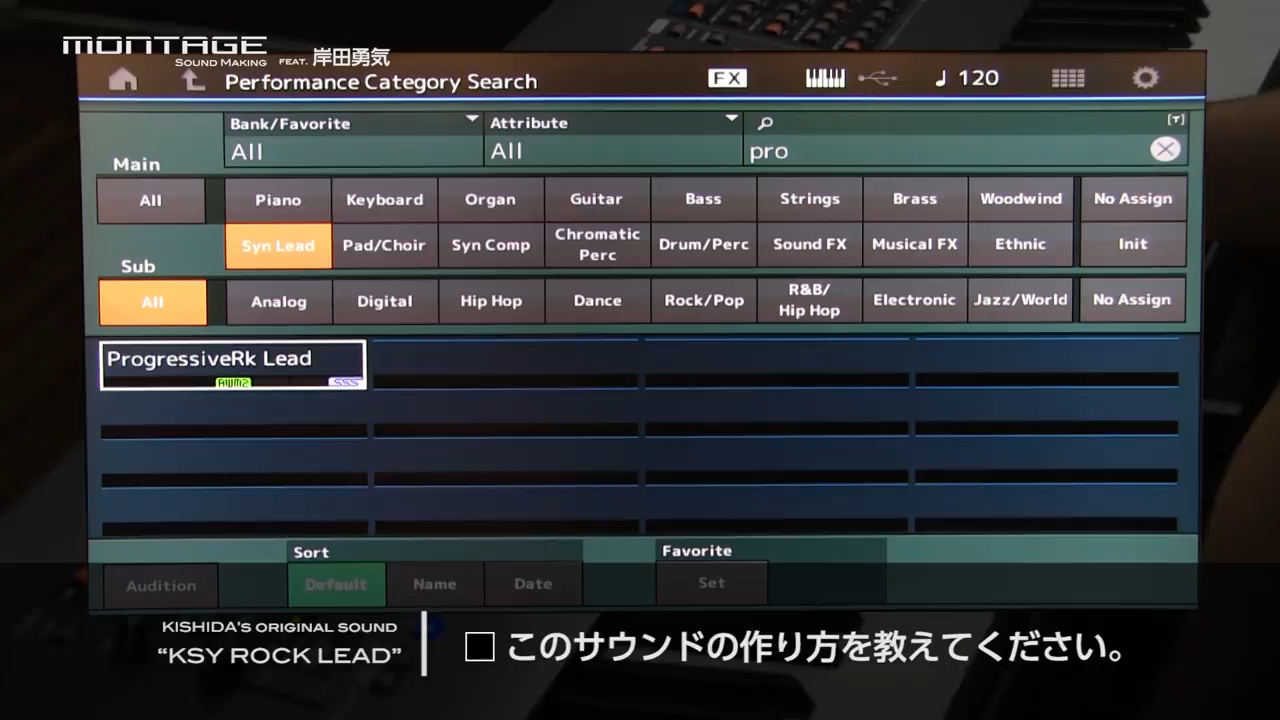 MONTAGE
SOUND MAKING FEAT. 岸田勇気
Performance Category Search
FX
♩ 120
Bank/Favorite
All
Attribute
All
[T]
pro
Main
All
Piano
Keyboard
Organ
Guitar
Bass
Strings
Brass
Woodwind
No Assign
Syn Lead
Pad/Choir
Syn Comp
Chromatic
Perc
Drum/Perc
Sound FX
Musical FX
Ethnic
Init
Sub
All
Analog
Digital
Hip Hop
Dance
Rock/Pop
R&B/
Hip Hop
Electronic
Jazz/World
No Assign
ProgressiveRk Lead
AWM2
SSS
Sort
Favorite
Audition
Default
Name
Date
Set
KISHIDA'S ORIGINAL SOUND
“KSY ROCK LEAD”
□ このサウンドの作り方を教えてください。